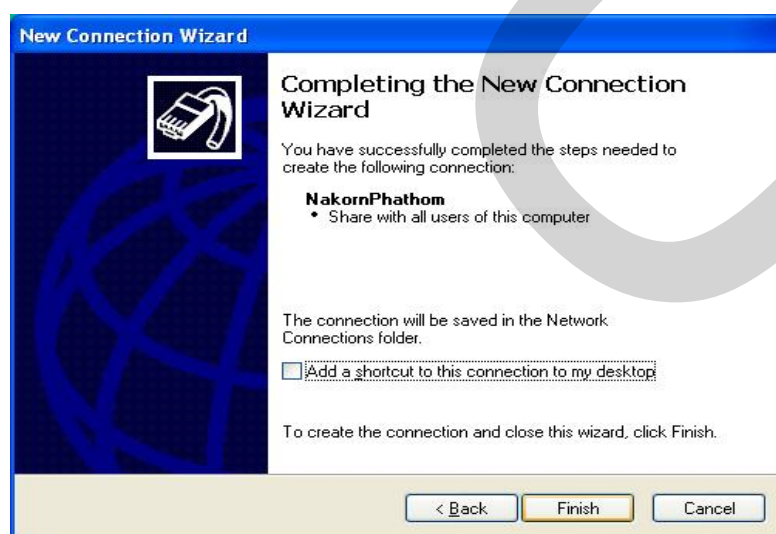 New Connection Wizard
Completing the New Connection
Wizard
You have successfully completed the steps needed to
create the following connection:
NakornPhathom
• Share with all users of this computer
The connection will be saved in the Network
Connections folder.
Add a shortcut to this connection to my desktop
To create the connection and close this wizard, click Finish.
< Back Finish Cancel